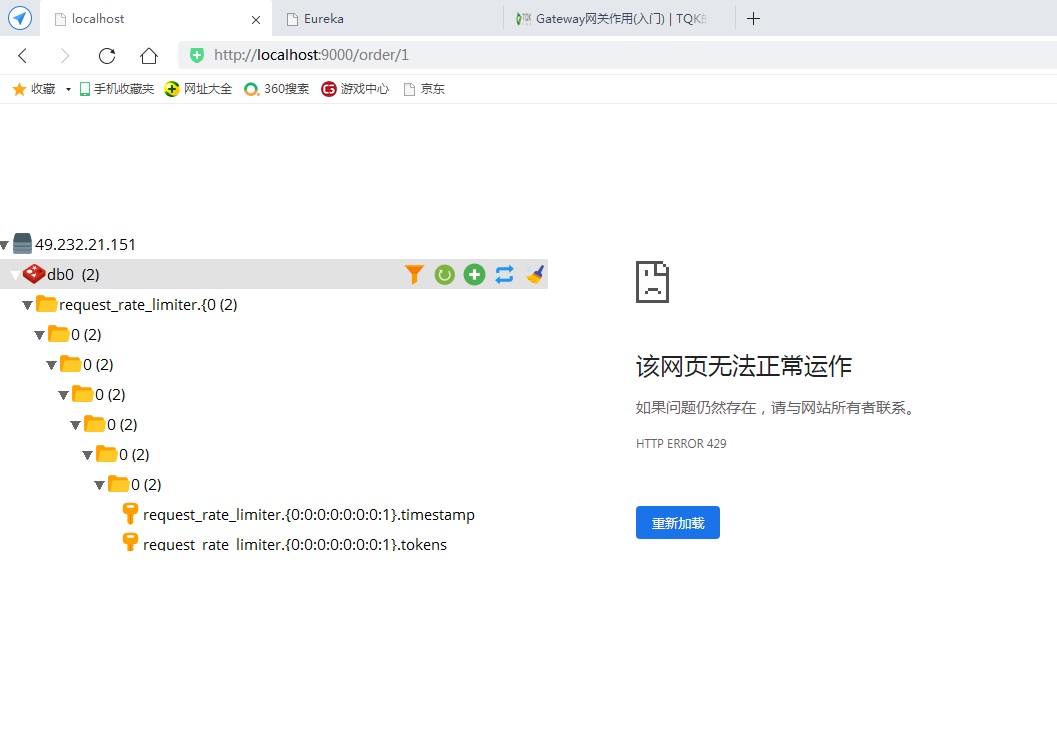 localhost
Eureka
Gateway网关作用(入门) | TQK
http://localhost:9000/order/1
收藏
手机收藏夹
网址大全
360搜索
游戏中心
京东
49.232.21.151
db0 (2)
request_rate_limiter.{0 (2)
0 (2)
0 (2)
0 (2)
0 (2)
0 (2)
0 (2)
request_rate_limiter.{0:0:0:0:0:0:0:1}.timestamp
request_rate_limiter.{0:0:0:0:0:0:0:1}.tokens
该网页无法正常运作
如果问题仍然存在，请与网站所有者联系。
HTTP ERROR 429
重新加载